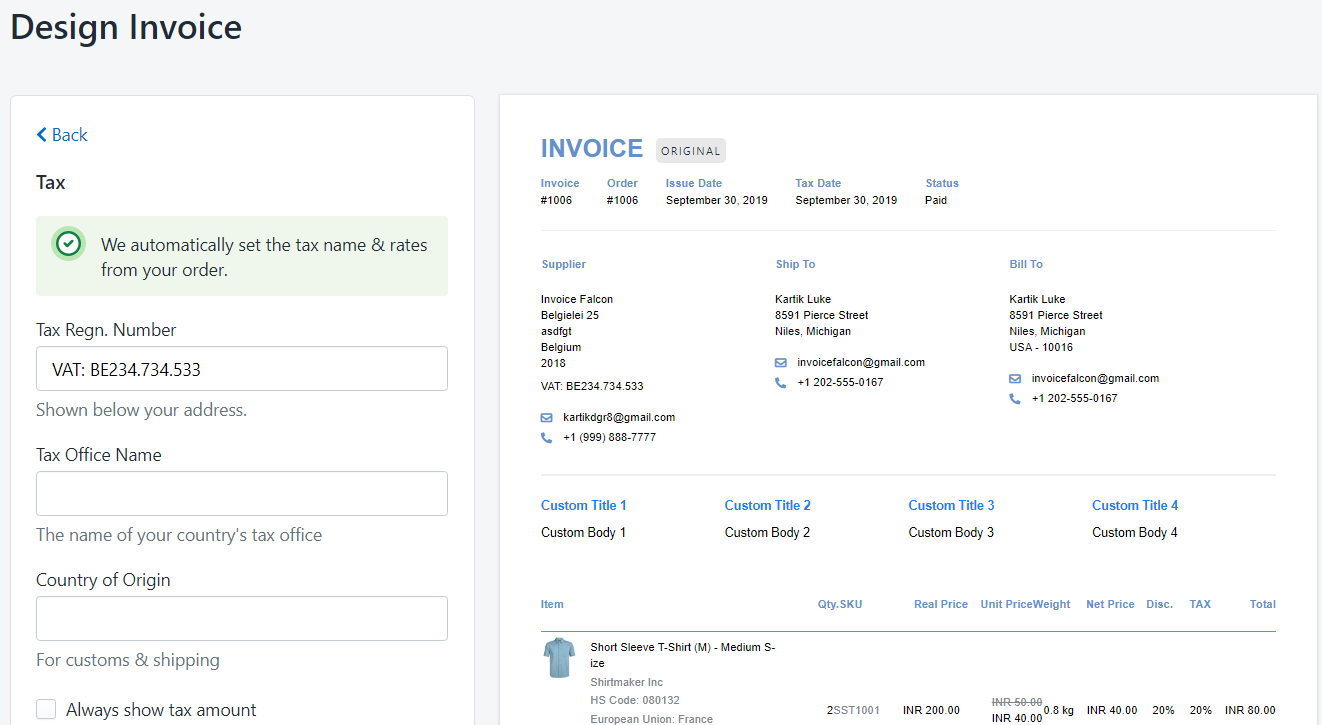 Design Invoice
Back
Tax
We automatically set the tax name & rates
from your order.
Tax Regn. Number
VAT: BE234.734.533
Shown below your address.
Tax Office Name
The name of your country's tax office
Country of Origin
For customs & shipping
Always show tax amount
INVOICE ORIGINAL
Invoice Order Issue Date Tax Date Status
#1006 #1006 September 30, 2019 September 30, 2019 Paid
Supplier
Invoice Falcon
Belgielei 25
asdfgt
Belgium
2018
VAT: BE234.734.533
kartikdgr8@gmail.com
+1 (999) 888-7777
Ship To
Kartik Luke
8591 Pierce Street
Niles, Michigan
invoicefalcon@gmail.com
+1 202-555-0167
Bill To
Kartik Luke
8591 Pierce Street
Niles, Michigan
USA - 10016
invoicefalcon@gmail.com
+1 202-555-0167
Custom Title 1 Custom Title 2 Custom Title 3 Custom Title 4
Custom Body 1 Custom Body 2 Custom Body 3 Custom Body 4
Item Qty.SKU Real Price Unit PriceWeight Net Price Disc. TAX Total
Short Sleeve T-Shirt (M) - Medium S-
ize
Shirtmaker Inc
HS Code: 080132
European Union: France
2SST1001 INR 200.00 INR 50.00 0.8 kg INR 40.00 20% 20% INR 80.00
INR 40.00